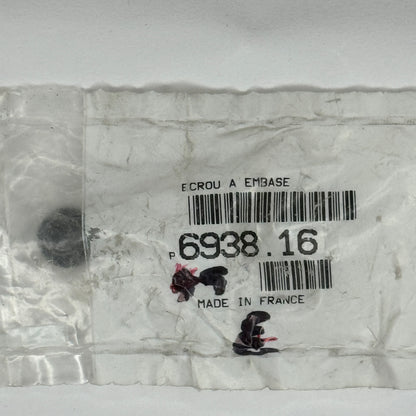 ECROU A EMBASE
P 6938.16
MADE IN FRANCE